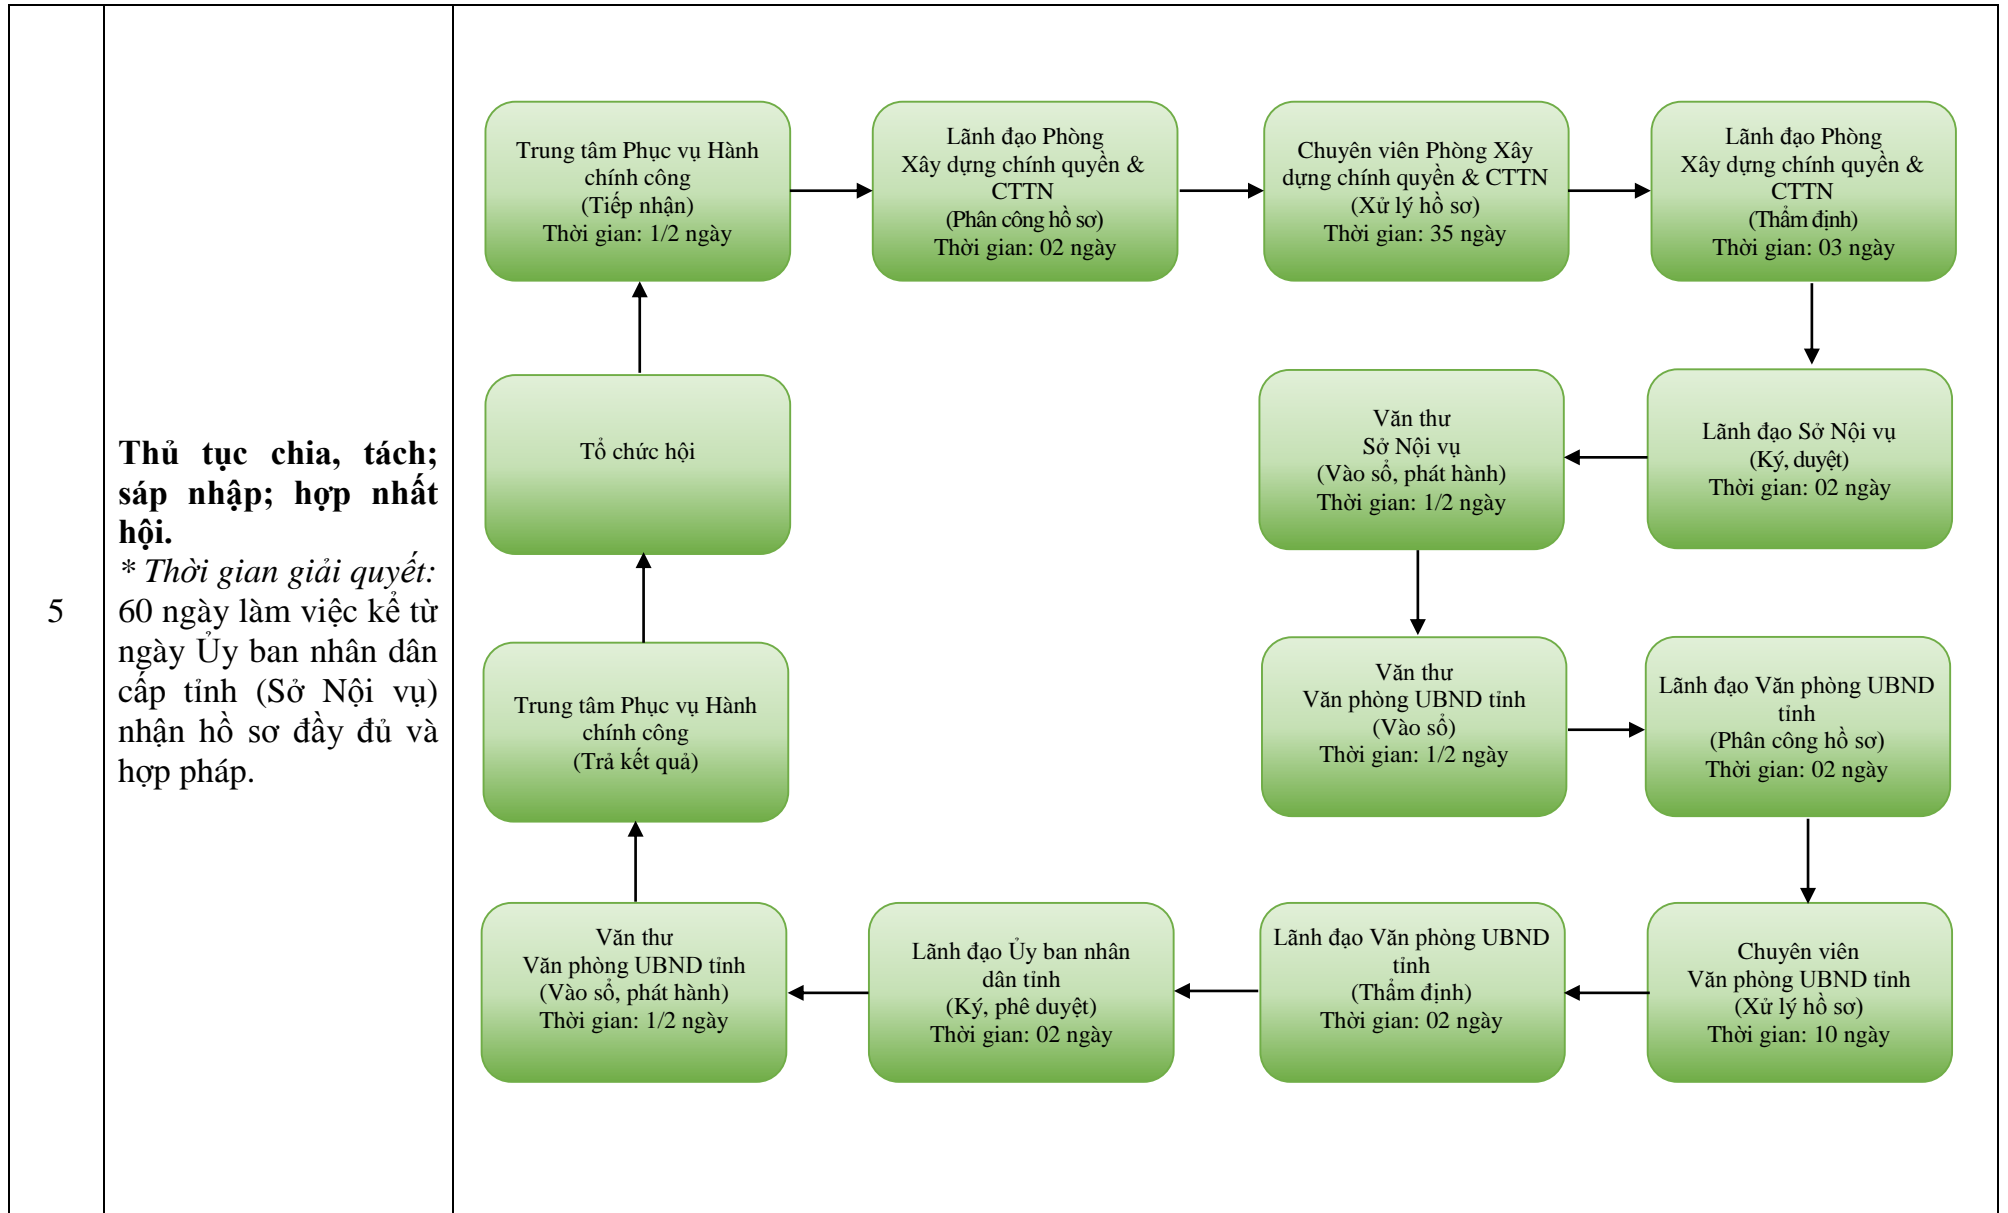 5
Thủ tục chia, tách;
sáp nhập; hợp nhất
hội.
* Thời gian giải quyết:
60 ngày làm việc kể từ
ngày Ủy ban nhân dân
cấp tỉnh (Sở Nội vụ)
nhận hồ sơ đầy đủ và
hợp pháp.
Trung tâm Phục vụ Hành
chính công
(Tiếp nhận)
Thời gian: 1/2 ngày
Lãnh đạo Phòng
Xây dựng chính quyền &
CTTN
(Phân công hồ sơ)
Thời gian: 02 ngày
Chuyên viên Phòng Xây
dựng chính quyền & CTTN
(Xử lý hồ sơ)
Thời gian: 35 ngày
Lãnh đạo Phòng
Xây dựng chính quyền &
CTTN
(Thẩm định)
Thời gian: 03 ngày
Tổ chức hội
Văn thư
Sở Nội vụ
(Vào sổ, phát hành)
Thời gian: 1/2 ngày
Lãnh đạo Sở Nội vụ
(Ký, duyệt)
Thời gian: 02 ngày
Trung tâm Phục vụ Hành
chính công
(Trả kết quả)
Văn thư
Văn phòng UBND tỉnh
(Vào sổ)
Thời gian: 1/2 ngày
Lãnh đạo Văn phòng UBND
tỉnh
(Phân công hồ sơ)
Thời gian: 02 ngày
Văn thư
Văn phòng UBND tỉnh
(Vào sổ, phát hành)
Thời gian: 1/2 ngày
Lãnh đạo Ủy ban nhân
dân tỉnh
(Ký, phê duyệt)
Thời gian: 02 ngày
Lãnh đạo Văn phòng UBND
tỉnh
(Thẩm định)
Thời gian: 02 ngày
Chuyên viên
Văn phòng UBND tỉnh
(Xử lý hồ sơ)
Thời gian: 10 ngày